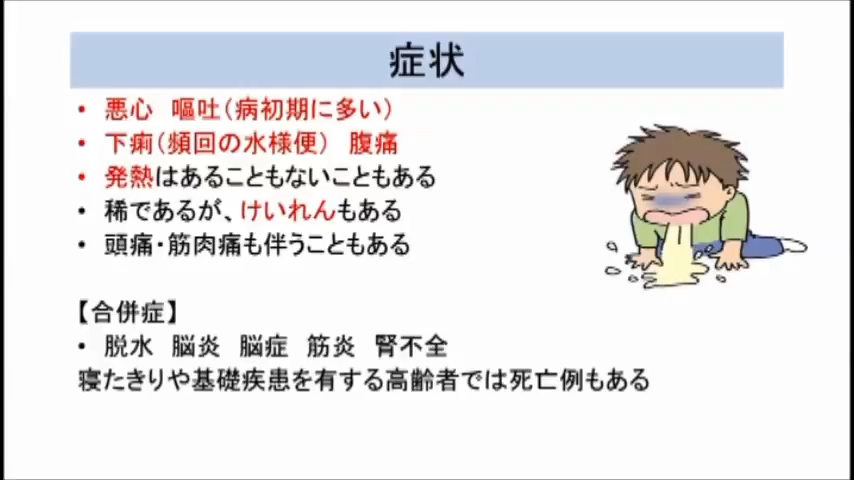 症状
• 悪心　嘔吐（病初期に多い）
• 下痢（頻回の水様便）　腹痛
• 発熱はあることもないこともある
• 稀であるが、けいれんもある
• 頭痛・筋肉痛も伴うこともある
【合併症】
• 脱水　脳炎　脳症　筋炎　腎不全
寝たきりや基礎疾患を有する高齢者では死亡例もある